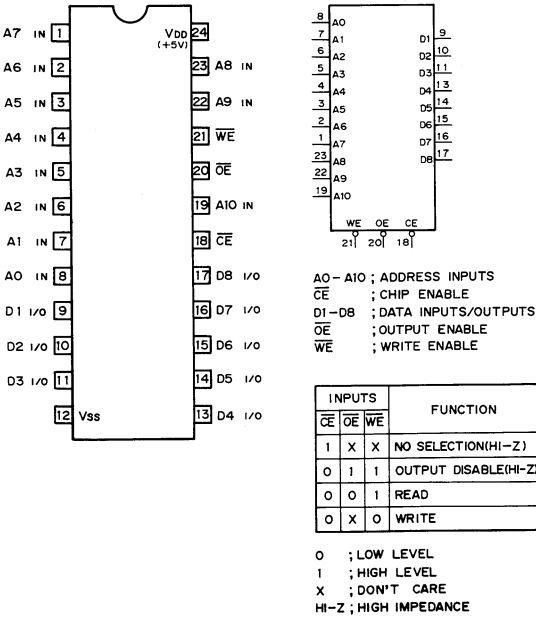 A7 IN 1
VDD 24
(+5V)
A6 IN 2
23 A8 IN
A5 IN 3
22 A9 IN
A4 IN 4
21 WE
A3 IN 5
20 OE
A2 IN 6
19 A10 IN
A1 IN 7
18 CE
A0 IN 8
17 D8 I/O
D1 I/O 9
16 D7 I/O
D2 I/O 10
15 D6 I/O
D3 I/O 11
14 D5 I/O
12 Vss
13 D4 I/O
8 A0
7 A1
D1 9
6 A2
D2 10
5 A3
D3 11
4 A4
D4 13
3 A5
D5 14
2 A6
D6 15
1 A7
D7 16
23 A8
D8 17
22 A9
19 A10
WE OE CE
21 20 18
A0-A10 ; ADDRESS INPUTS
CE ; CHIP ENABLE
D1-D8 ; DATA INPUTS/OUTPUTS
OE ; OUTPUT ENABLE
WE ; WRITE ENABLE
INPUTS FUNCTION
CE OE WE
1 X X NO SELECTION(HI-Z)
0 1 1 OUTPUT DISABLE(HI-Z)
0 0 1 READ
0 X 0 WRITE
0 ; LOW LEVEL
1 ; HIGH LEVEL
X ; DON'T CARE
HI-Z ; HIGH IMPEDANCE